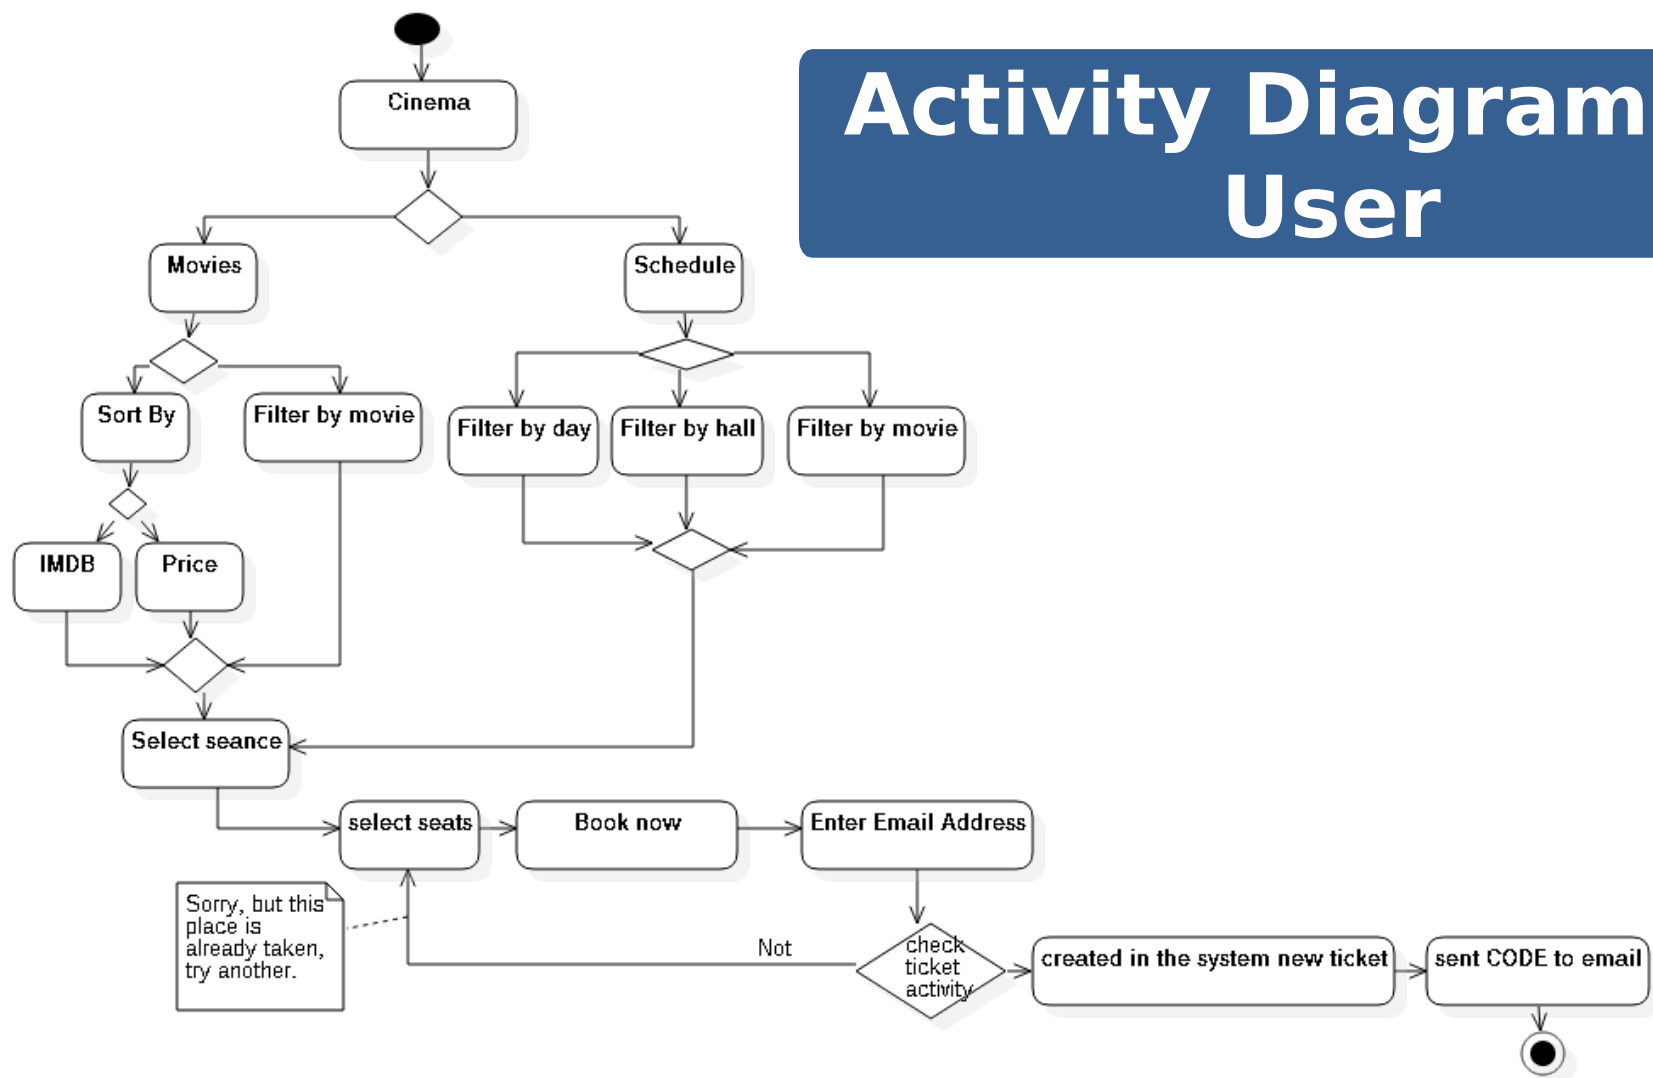 Activity Diagram
User
Cinema
Movies
Schedule
Sort By
Filter by movie
Filter by day
Filter by hall
Filter by movie
IMDB
Price
Select seance
select seats
Book now
Enter Email Address
Sorry, but this
place is
already taken,
try another.
Not
check
ticket
activity
created in the system new ticket
sent CODE to email